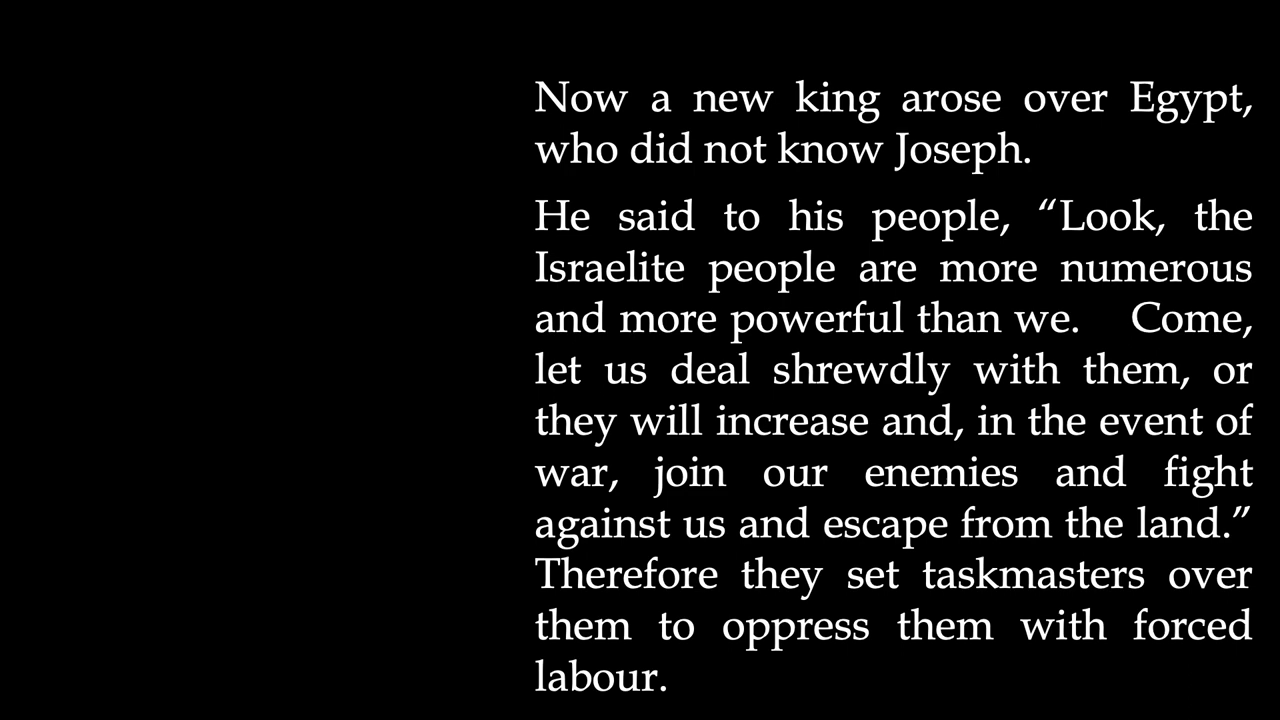 Now a new king arose over Egypt,
who did not know Joseph.
He said to his people, “Look, the
Israelite people are more numerous
and more powerful than we. Come,
let us deal shrewdly with them, or
they will increase and, in the event of
war, join our enemies and fight
against us and escape from the land.”
Therefore they set taskmasters over
them to oppress them with forced
labour.